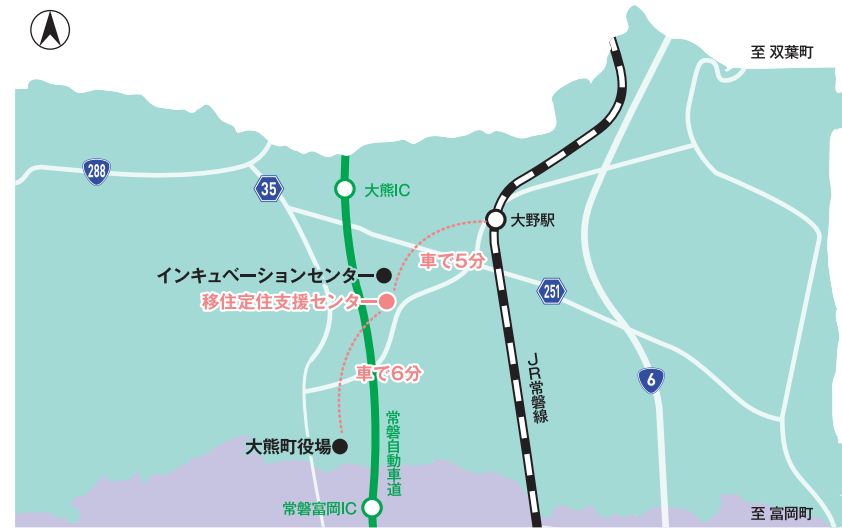 至 双葉町
288
35
大熊IC
大野駅
車で5分
インキュベーションセンター
移住定住支援センター
251
JR常磐線
車で6分
6
常磐自動車道
大熊町役場
常磐富岡IC
至 富岡町